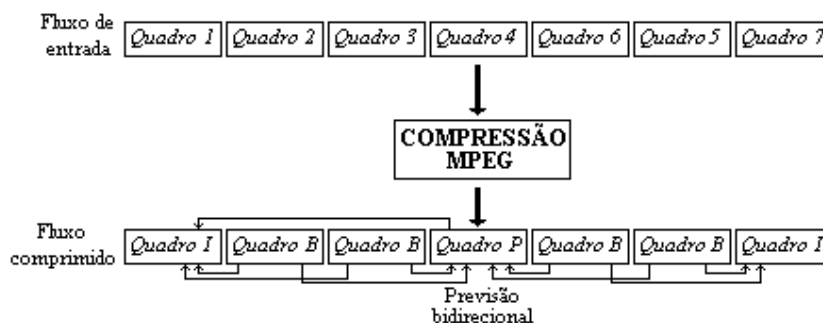 Fluxo de entrada
Quadro 1 Quadro 2 Quadro 3 Quadro 4 Quadro 6 Quadro 5 Quadro 7
COMPRESSÃO
MPEG
Fluxo comprimido
Quadro I Quadro B Quadro B Quadro P Quadro B Quadro B Quadro I
Previsão
bidirecional